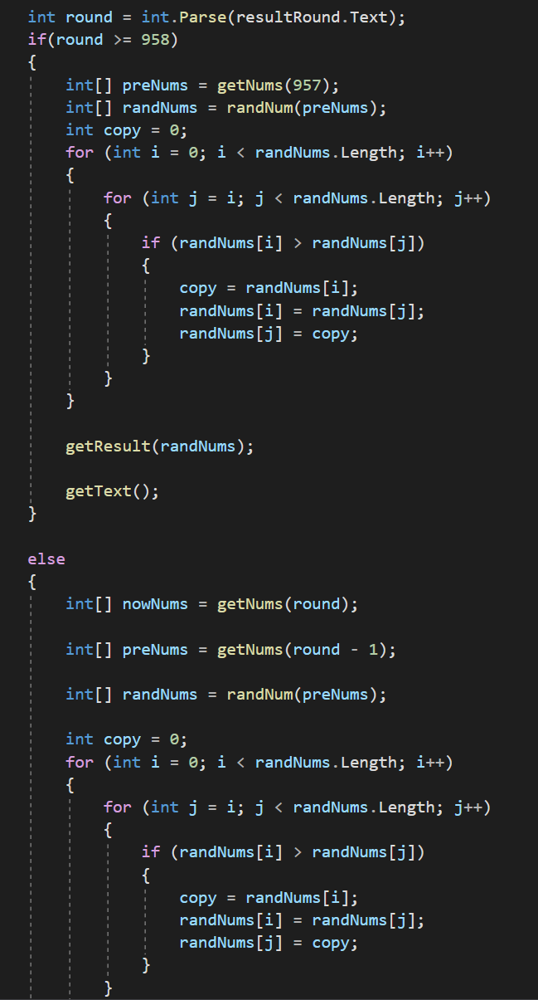 int round = int.Parse(resultRound.Text);
if(round >= 958)
{
int[] preNums = getNums(957);
int[] randNums = randNum(preNums);
int copy = 0;
for (int i = 0; i < randNums.Length; i++)
{
for (int j = i; j < randNums.Length; j++)
{
if (randNums[i] > randNums[j])
{
copy = randNums[i];
randNums[i] = randNums[j];
randNums[j] = copy;
}
}
}
getResult(randNums);
getText();
}
else
{
int[] nowNums = getNums(round);
int[] preNums = getNums(round - 1);
int[] randNums = randNum(preNums);
int copy = 0;
for (int i = 0; i < randNums.Length; i++)
{
for (int j = i; j < randNums.Length; j++)
{
if (randNums[i] > randNums[j])
{
copy = randNums[i];
randNums[i] = randNums[j];
randNums[j] = copy;
}
}